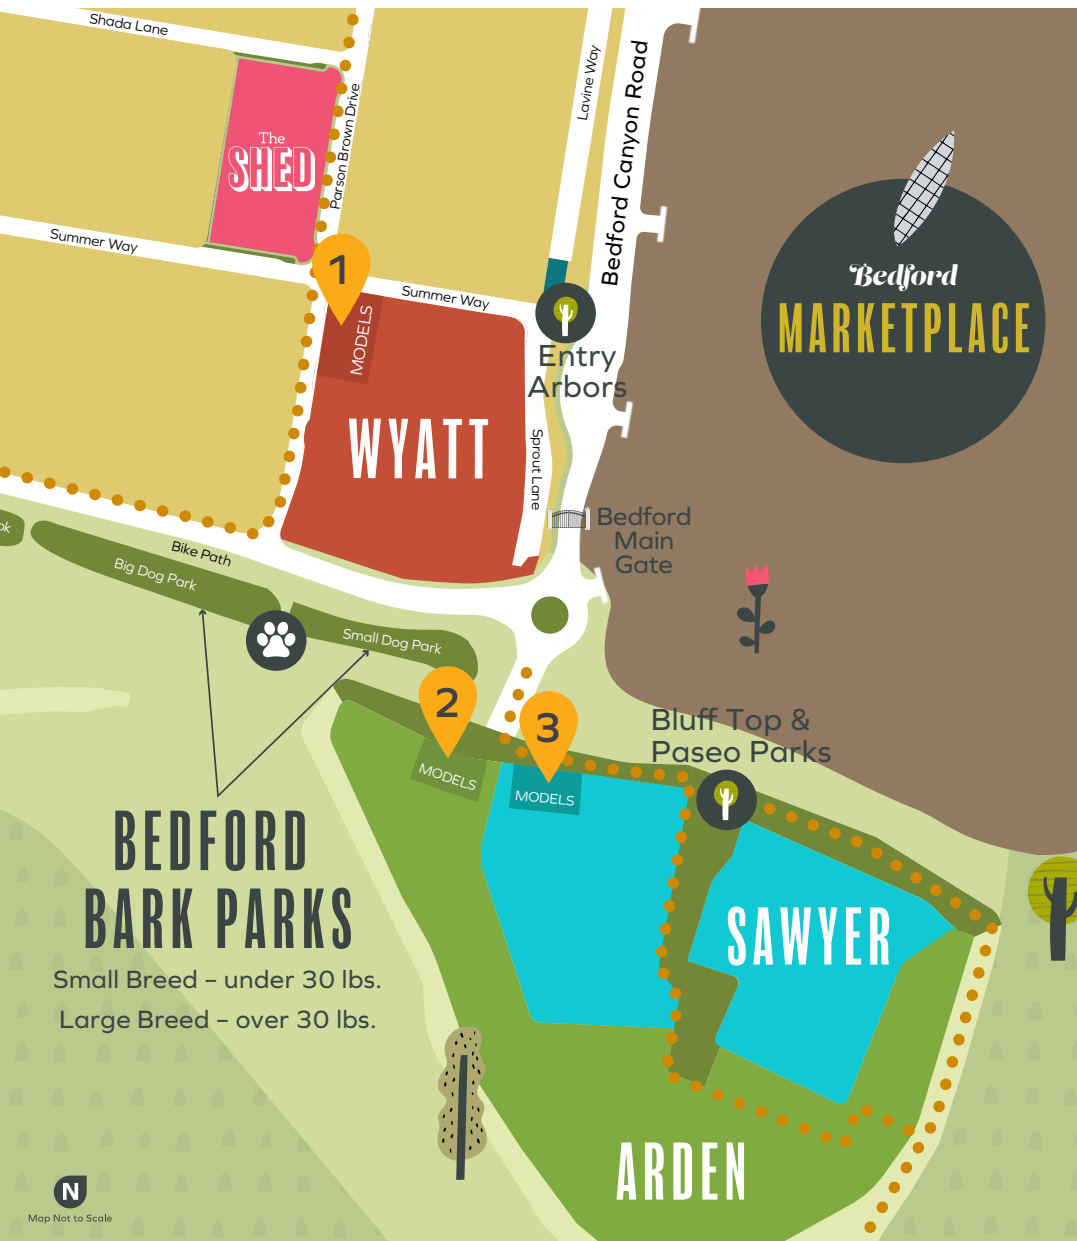 Shada Lane
Parson Brown Drive
Lavine Way
Bedford Canyon Road
The
SHED
Summer Way
1
Summer Way
MODELS
Entry
Arbors
Bedford
MARKETPLACE
WYATT
Sprout Lane
Bedford
Main
Gate
ok
Bike Path
Big Dog Park
Small Dog Park
2
3
MODELS
MODELS
Bluff Top &
Paseo Parks
BEDFORD
BARK PARKS
Small Breed – under 30 lbs.
Large Breed – over 30 lbs.
SAWYER
ARDEN
N
Map Not to Scale